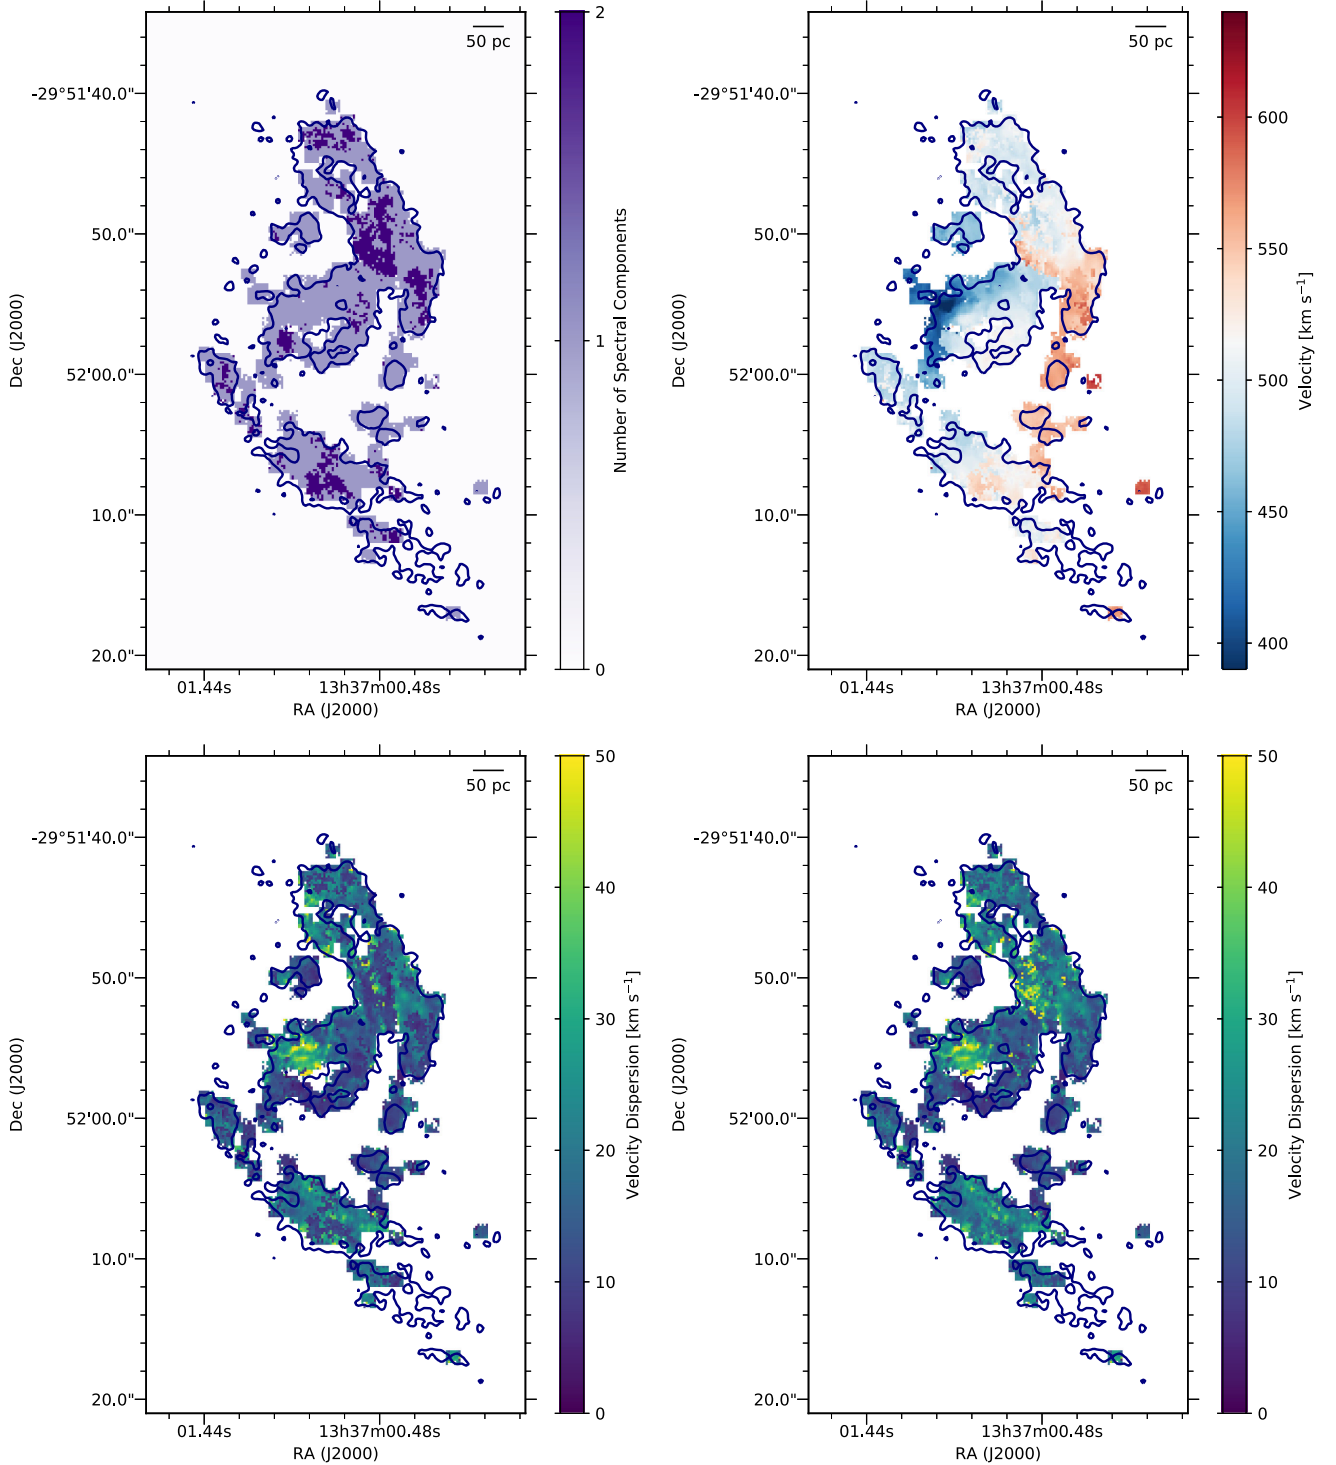 50 pc
2
-29°51'40.0"
50.0"
52'00.0"
10.0"
20.0"
Dec (J2000)
1
Number of Spectral Components
0
01.44s
13h37m00.48s
RA (J2000)
50 pc
-29°51'40.0"
50.0"
52'00.0"
10.0"
20.0"
Dec (J2000)
600
550
500
450
400
Velocity [km s⁻¹]
01.44s
13h37m00.48s
RA (J2000)
50 pc
-29°51'40.0"
50.0"
52'00.0"
10.0"
20.0"
Dec (J2000)
50
40
30
20
10
0
Velocity Dispersion [km s⁻¹]
01.44s
13h37m00.48s
RA (J2000)
50 pc
-29°51'40.0"
50.0"
52'00.0"
10.0"
20.0"
Dec (J2000)
50
40
30
20
10
0
Velocity Dispersion [km s⁻¹]
01.44s
13h37m00.48s
RA (J2000)